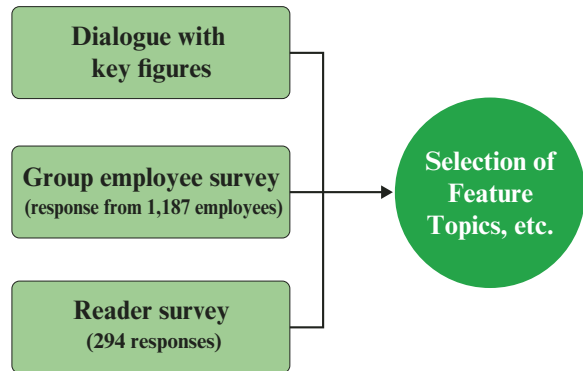 Dialogue with
key figures
Group employee survey
(response from 1,187 employees)
Reader survey
(294 responses)
Selection of
Feature
Topics, etc.